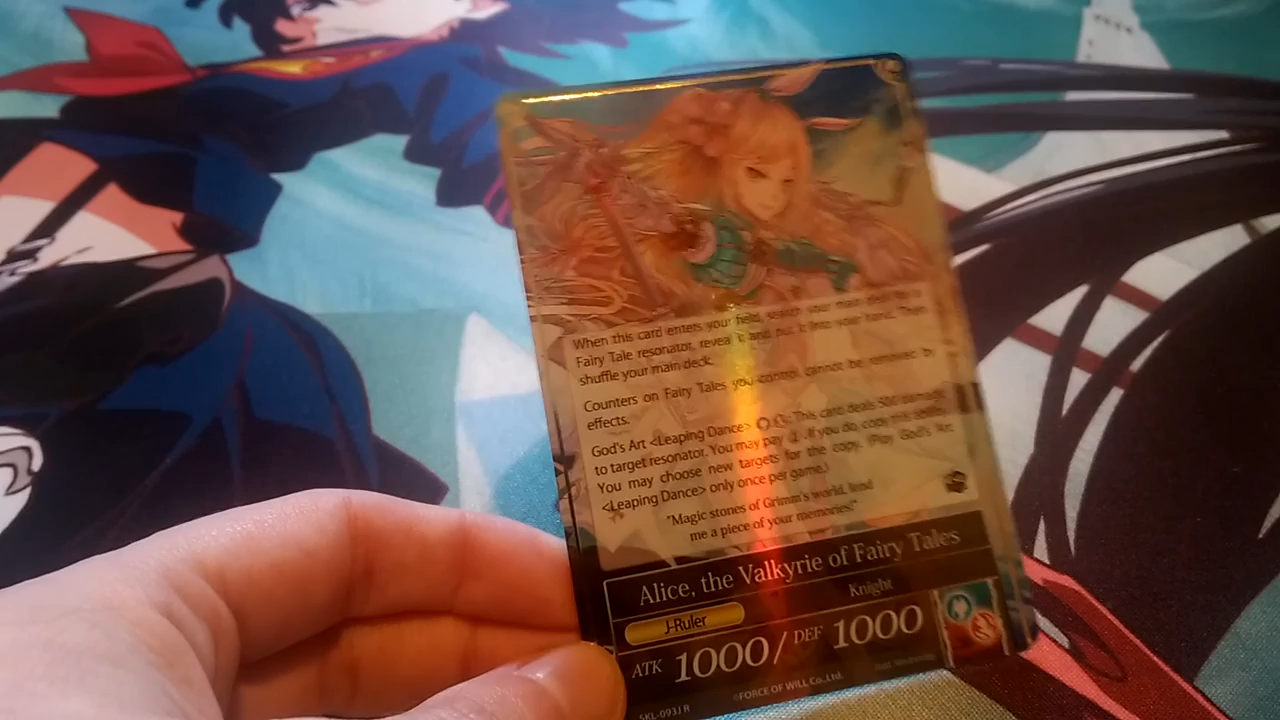 When this card enters your field, search your main deck for a
Fairy Tale resonator, reveal it and put it into your hand. Then
shuffle your main deck.
Counters on Fairy Tales you control cannot be removed by
effects.
God's Art <Leaping Dance> : This card deals 500 damage
to target resonator. You may pay . If you do, copy this ability.
You may choose new targets for the copy. (Play God's Art
<Leaping Dance> only once per game.)
"Magic stones of Grimm's world, lend
me a piece of your memories!"
Alice, the Valkyrie of Fairy Tales
J-Ruler
Knight
ATK 1000 / DEF 1000
©FORCE OF WILL Co.,Ltd.
SKL-093J R